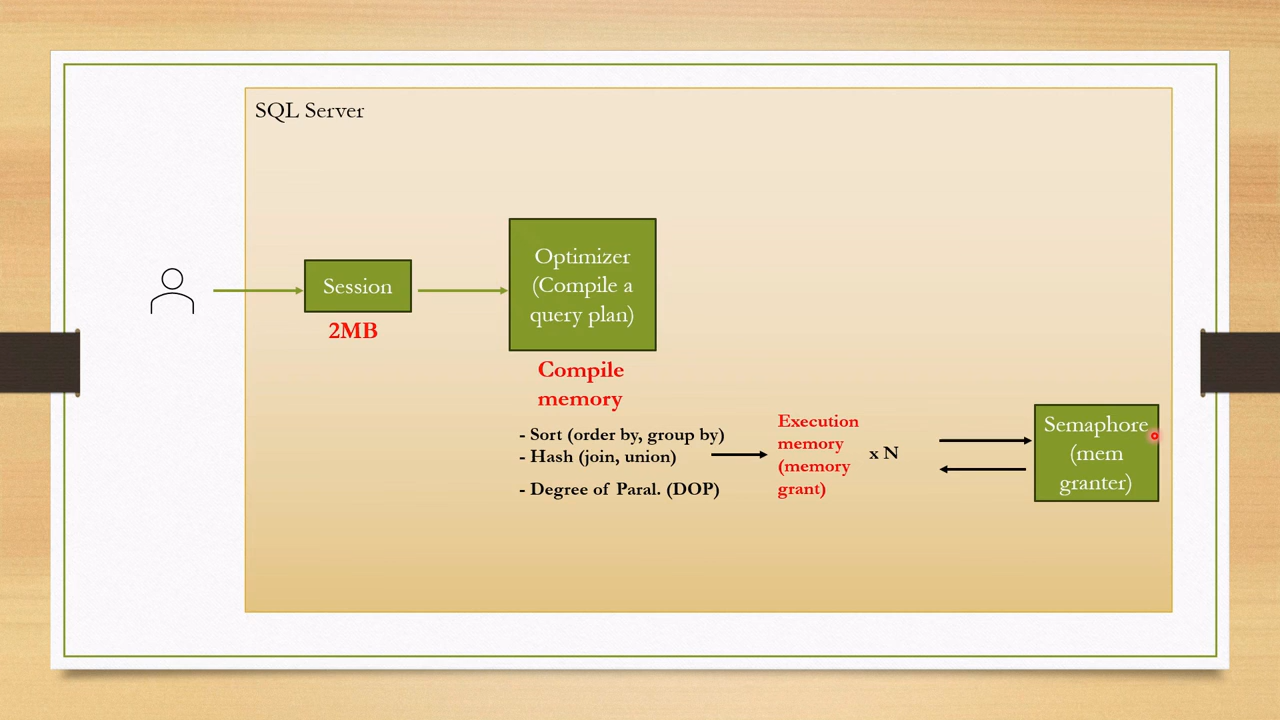 SQL Server
Session
2MB
Optimizer
(Compile a
query plan)
Compile
memory
- Sort (order by, group by)
- Hash (join, union)
- Degree of Paral. (DOP)
Execution
memory
(memory
grant)
x N
Semaphore
(mem
granter)